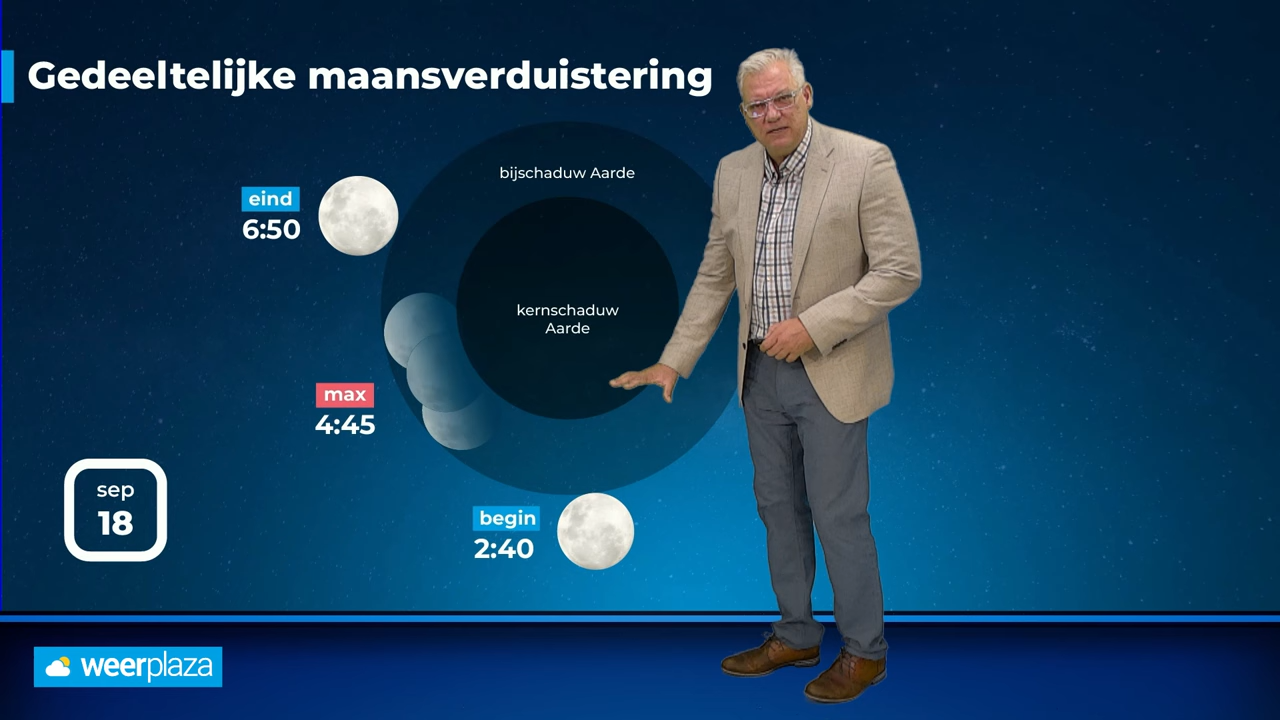 Gedeeltelijke maansverduistering
bijschaduw Aarde
eind
6:50
kernschaduw
Aarde
max
4:45
sep
18
begin
2:40
weerplaza